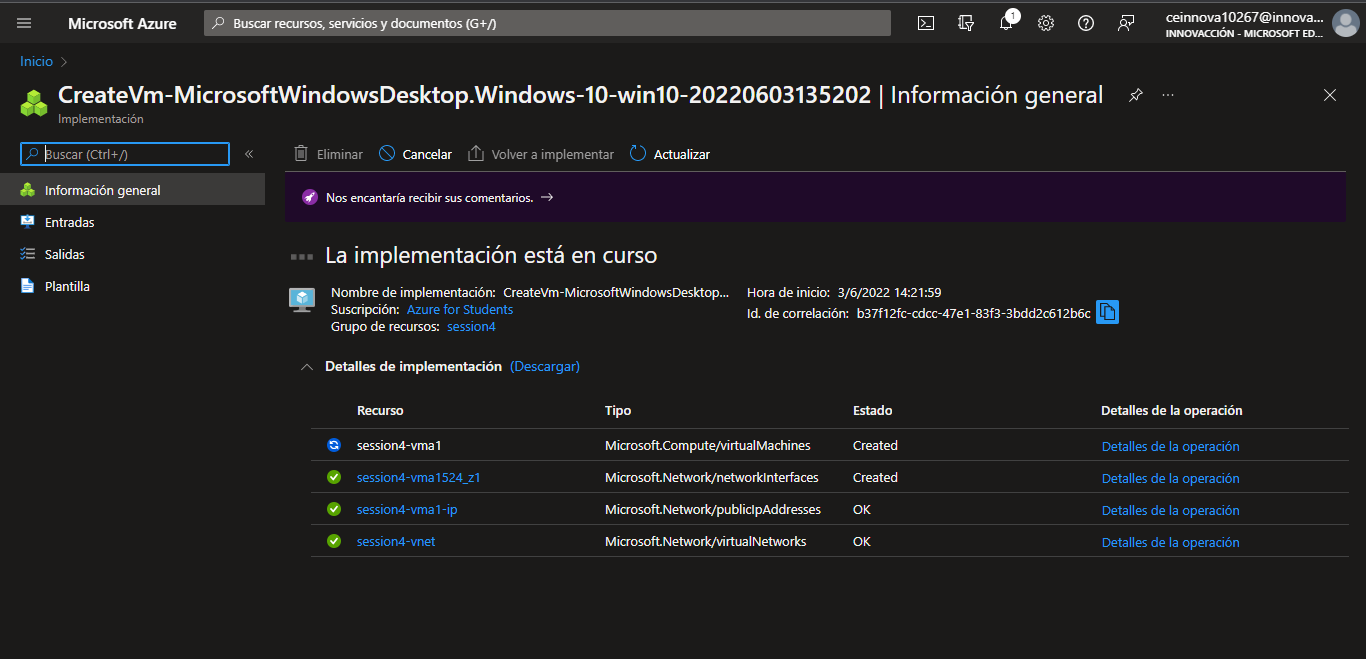 Microsoft Azure
Buscar recursos, servicios y documentos (G+/)
1
ceinnova10267@innova...
INNOVACCIÓN - MICROSOFT ED...
Inicio
CreateVm-MicrosoftWindowsDesktop.Windows-10-win10-20220603135202 | Información general
Implementación
Buscar (Ctrl+/)
Eliminar Cancelar Volver a implementar Actualizar
Información general
Entradas
Salidas
Plantilla
Nos encantaría recibir sus comentarios. →
La implementación está en curso
Nombre de implementación: CreateVm-MicrosoftWindowsDesktop... Hora de inicio: 3/6/2022 14:21:59
Suscripción: Azure for Students Id. de correlación: b37f12fc-cdcc-47e1-83f3-3bdd2c612b6c
Grupo de recursos: session4
Detalles de implementación (Descargar)
Recurso Tipo Estado Detalles de la operación
session4-vma1 Microsoft.Compute/virtualMachines Created Detalles de la operación
session4-vma1524_z1 Microsoft.Network/networkInterfaces Created Detalles de la operación
session4-vma1-ip Microsoft.Network/publicIpAddresses OK Detalles de la operación
session4-vnet Microsoft.Network/virtualNetworks OK Detalles de la operación